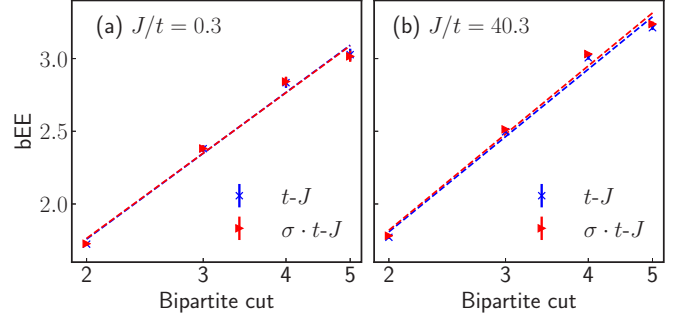 (a) J/t = 0.3
(b) J/t = 40.3
3.0
2.5
2.0
bEE
t-J
σ · t-J
t-J
σ · t-J
2 3 4 5
2 3 4 5
Bipartite cut
Bipartite cut